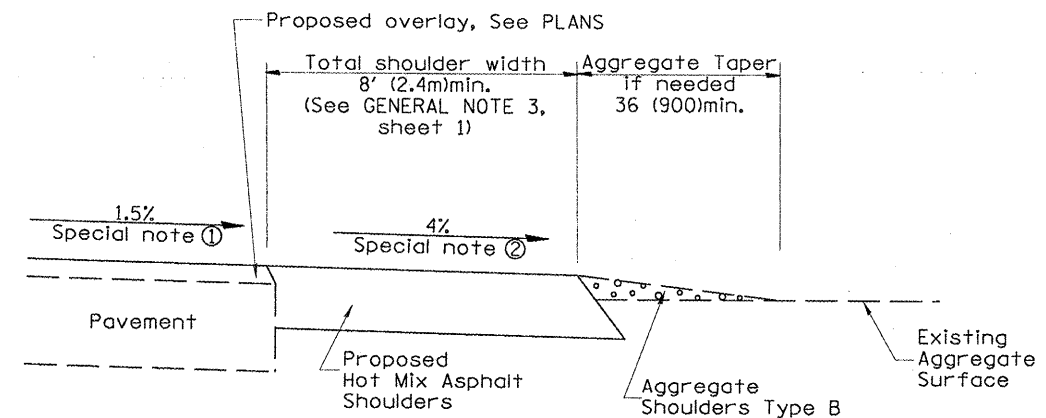 Proposed overlay, See PLANS
Total shoulder width
8' (2.4m)min.
(See GENERAL NOTE 3,
sheet 1)
Aggregate Taper
if needed
36 (900)min.
1.5%
Special note ①
4%
Special note ②
Pavement
Proposed
Hot Mix Asphalt
Shoulders
Aggregate
Shoulders Type B
Existing
Aggregate
Surface